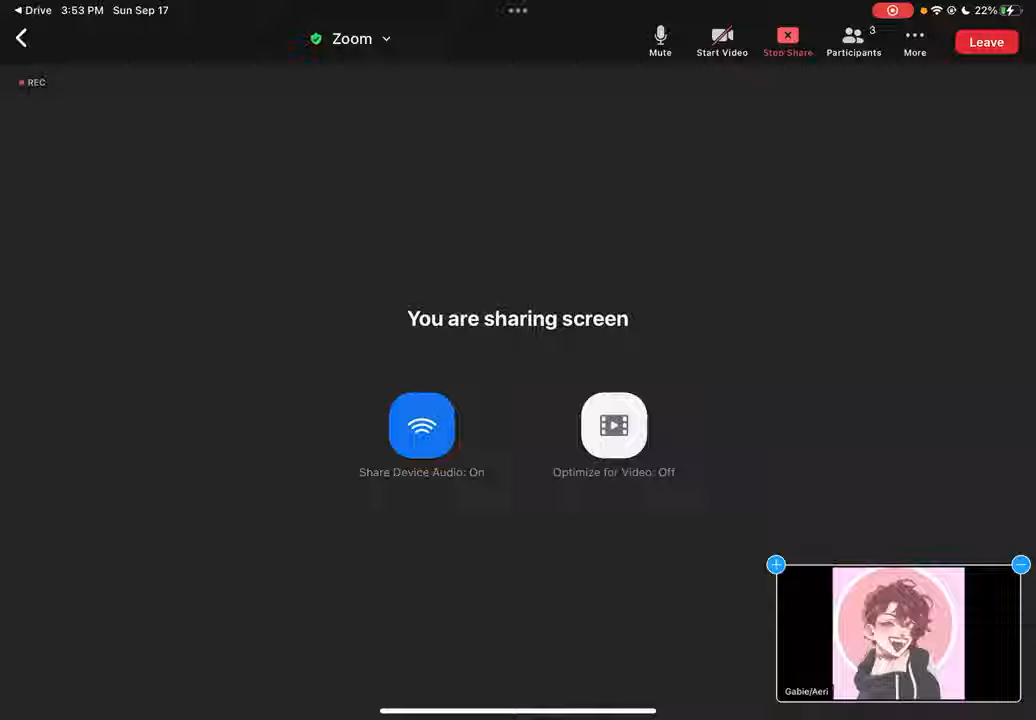 Drive 3:53 PM Sun Sep 17
22%
Zoom
Mute
Start Video
Stop Share
Participants
3
More
Leave
REC
You are sharing screen
Share Device Audio: On
Optimize for Video: Off
Gabie/Aeri